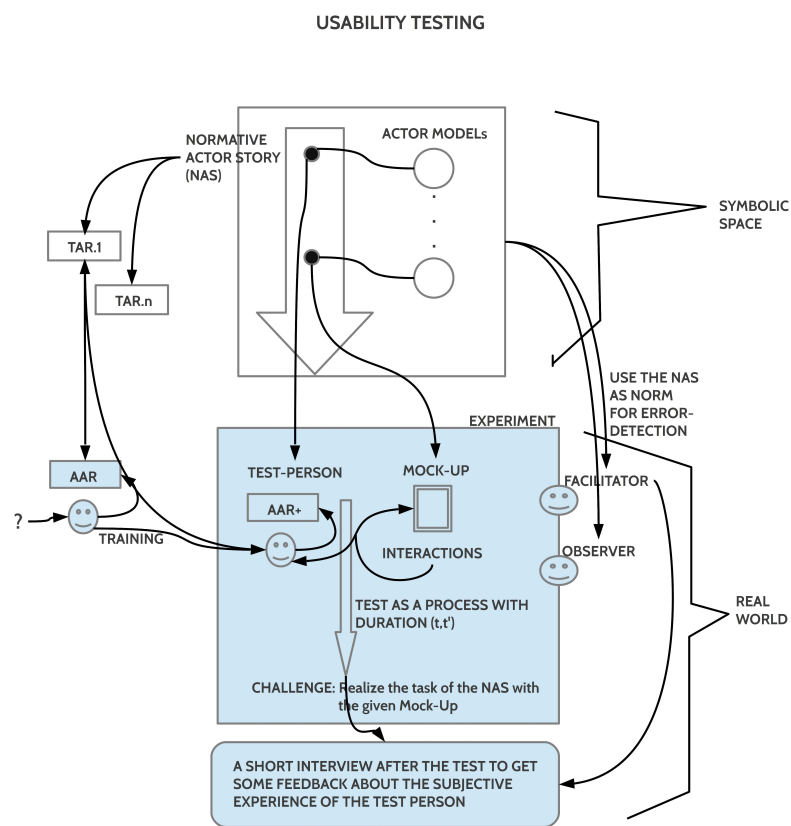 USABILITY TESTING
NORMATIVE
ACTOR STORY
(NAS)
ACTOR MODELs
SYMBOLIC
SPACE
TAR.1
TAR.n
USE THE NAS
AS NORM
FOR ERROR-
DETECTION
EXPERIMENT
AAR
TEST-PERSON
MOCK-UP
FACILITATOR
AAR+
?
TRAINING
INTERACTIONS
OBSERVER
TEST AS A PROCESS WITH
DURATION (t,t')
REAL
WORLD
CHALLENGE: Realize the task of the NAS with
the given Mock-Up
A SHORT INTERVIEW AFTER THE TEST TO GET
SOME FEEDBACK ABOUT THE SUBJECTIVE
EXPERIENCE OF THE TEST PERSON